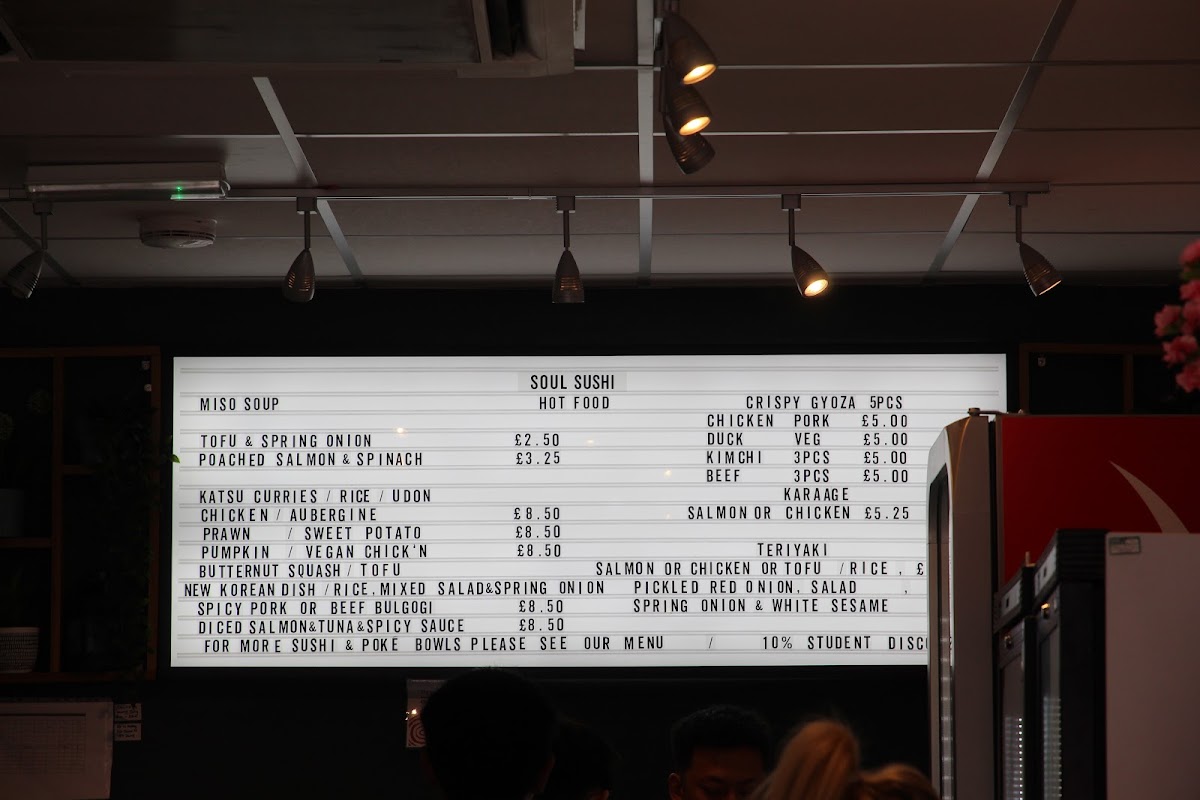 SOUL SUSHI
HOT FOOD
MISO SOUP
TOFU & SPRING ONION £2.50
POACHED SALMON & SPINACH £3.25
KATSU CURRIES / RICE / UDON
CHICKEN / AUBERGINE £8.50
PRAWN / SWEET POTATO £8.50
PUMPKIN / VEGAN CHICK'N £8.50
BUTTERNUT SQUASH / TOFU
NEW KOREAN DISH / RICE. MIXED SALAD&SPRING ONION
SPICY PORK OR BEEF BULGOGI £8.50
DICED SALMON&TUNA&SPICY SAUCE £8.50
CRISPY GYOZA 5PCS
CHICKEN PORK £5.00
DUCK VEG £5.00
KIMCHI 3PCS £5.00
BEEF 3PCS £5.00
KARAAGE
SALMON OR CHICKEN £5.25
TERIYAKI
SALMON OR CHICKEN OR TOFU / RICE , £
PICKLED RED ONION, SALAD ,
SPRING ONION & WHITE SESAME
FOR MORE SUSHI & POKE BOWLS PLEASE SEE OUR MENU / 10% STUDENT DISC